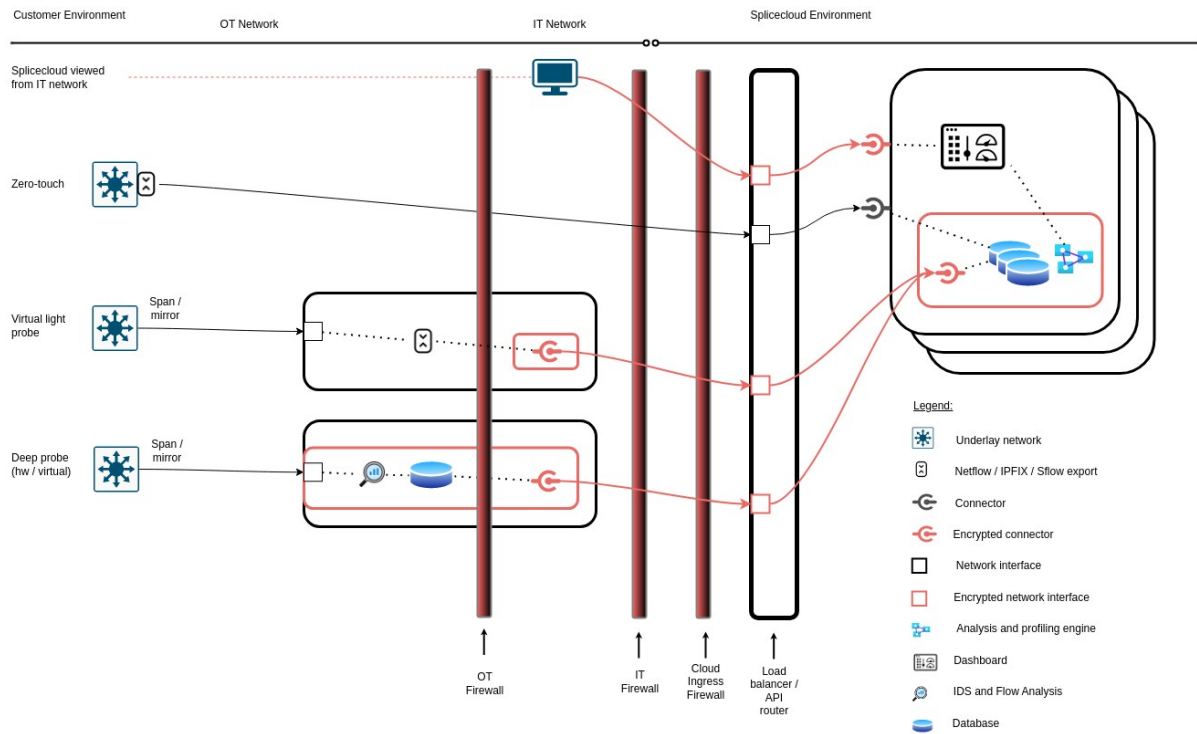 Customer Environment
Splicecloud Environment
OT Network
IT Network
Splicecloud viewed
from IT network
Zero-touch
Virtual light
probe
Span /
mirror
Deep probe
(hw / virtual)
Span /
mirror
OT
Firewall
IT
Firewall
Cloud
Ingress
Firewall
Load
balancer /
API
router
Legend:
Underlay network
Netflow / IPFIX / Sflow export
Connector
Encrypted connector
Network interface
Encrypted network interface
Analysis and profiling engine
Dashboard
IDS and Flow Analysis
Database